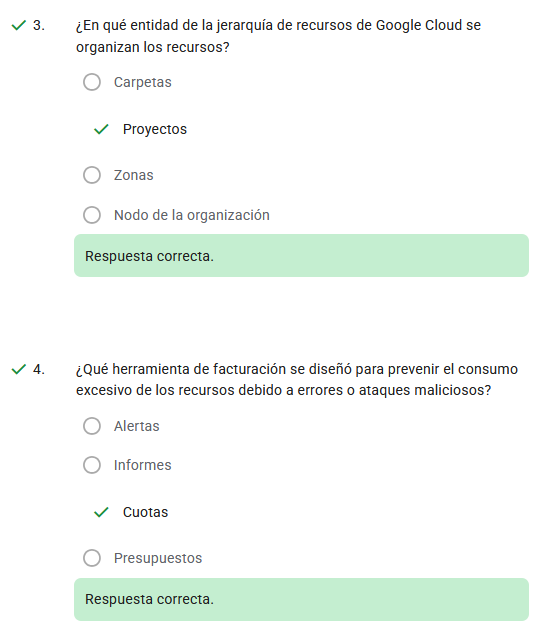 3. ¿En qué entidad de la jerarquía de recursos de Google Cloud se
organizan los recursos?
Carpetas
Proyectos
Zonas
Nodo de la organización
Respuesta correcta.
4. ¿Qué herramienta de facturación se diseñó para prevenir el consumo
excesivo de los recursos debido a errores o ataques maliciosos?
Alertas
Informes
Cuotas
Presupuestos
Respuesta correcta.